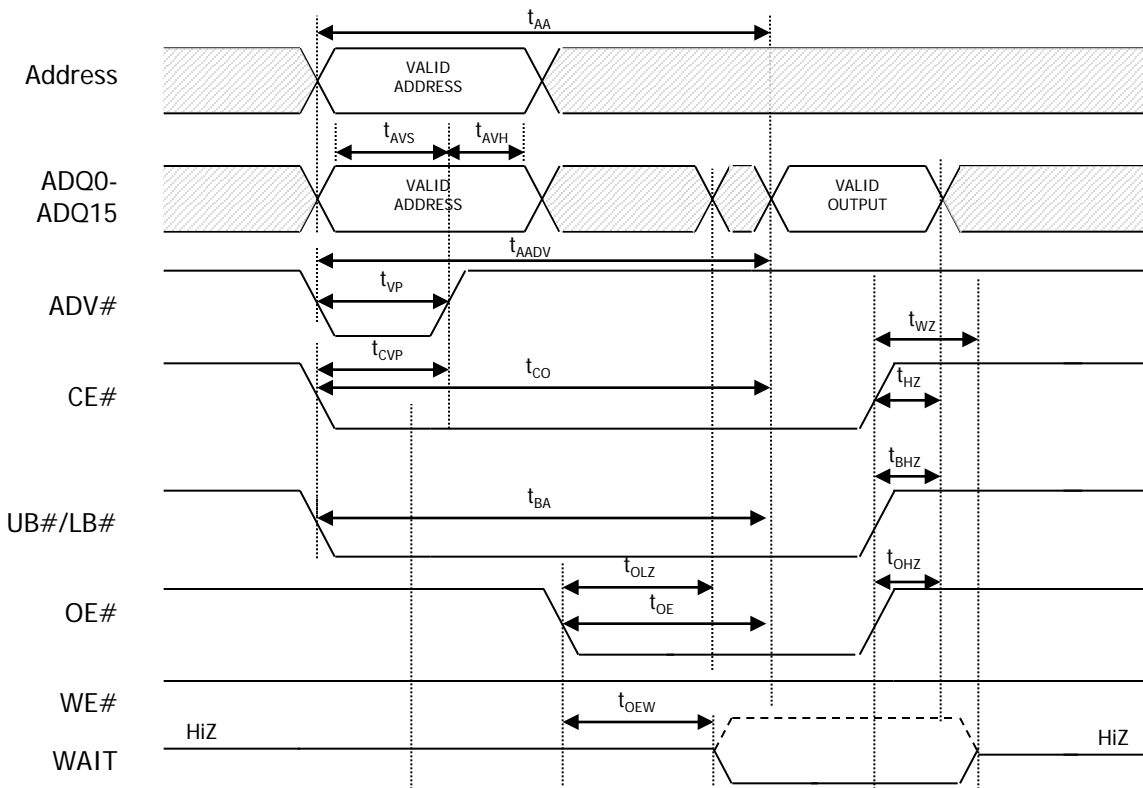 t_AA
Address
VALID
ADDRESS
t_AVS
t_AVH
ADQ0-
ADQ15
VALID
ADDRESS
VALID
OUTPUT
t_AADV
ADV#
t_VP
t_WZ
t_CVP
t_CO
CE#
t_HZ
t_BHZ
UB#/LB#
t_BA
t_OLZ
t_OHZ
OE#
t_OE
WE#
t_OEW
HiZ
HiZ
WAIT